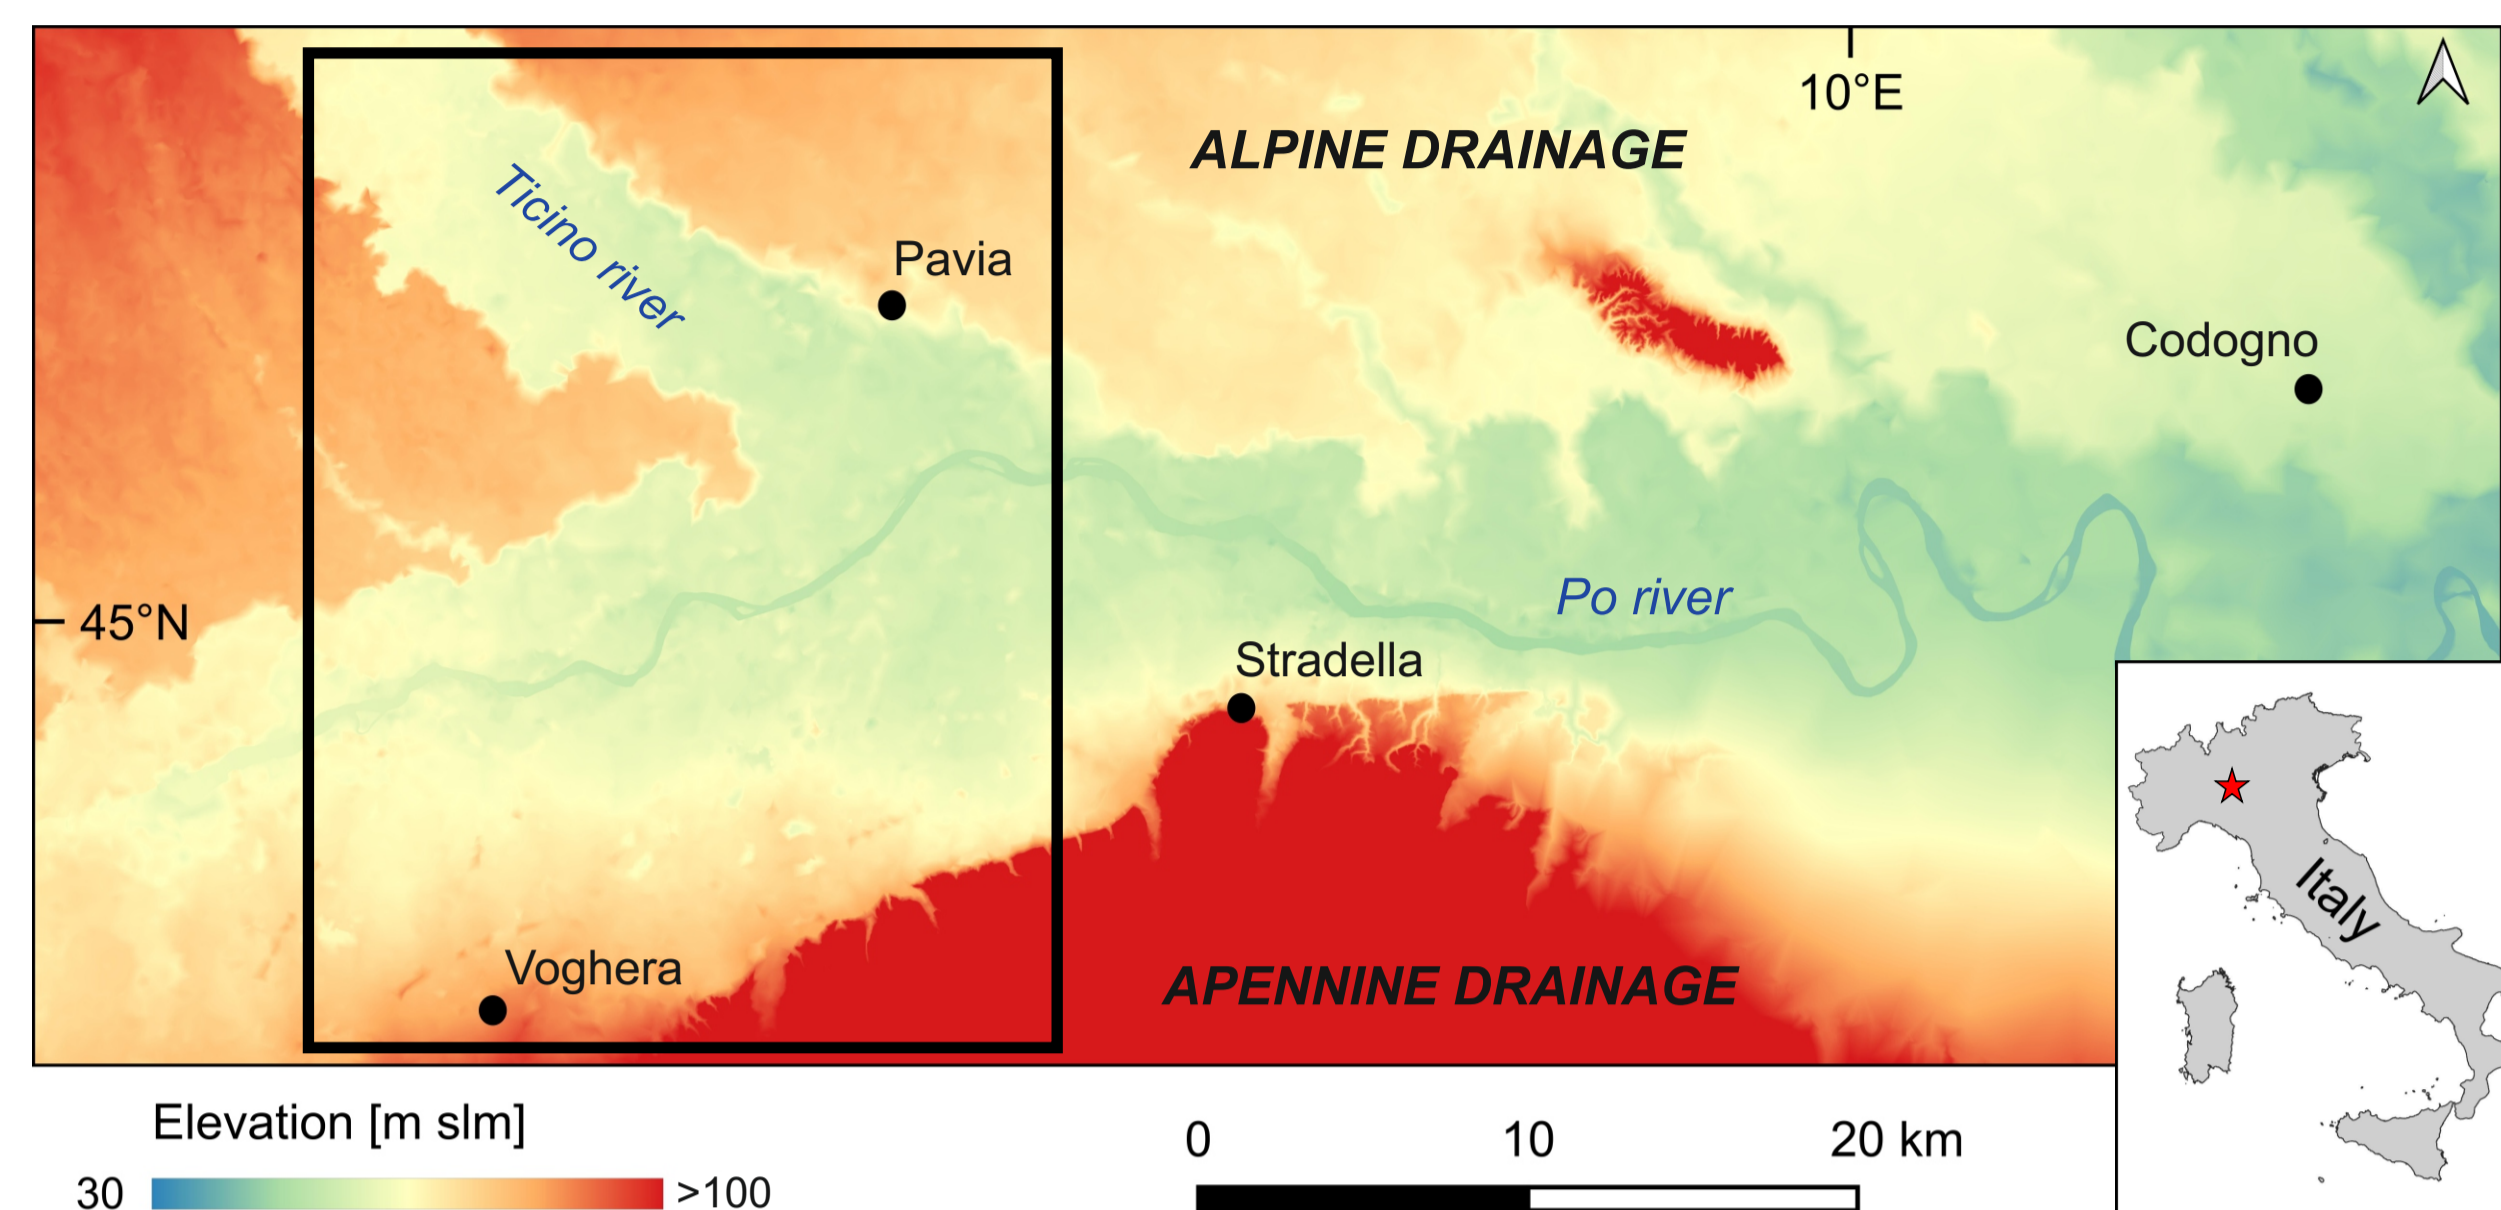 10°E
ALPINE DRAINAGE
Ticino river
Pavia
Codogno
45°N
Po river
Stradella
Voghera
APENNINE DRAINAGE
Italy
Elevation [m slm]
30 >100
0 10 20 km